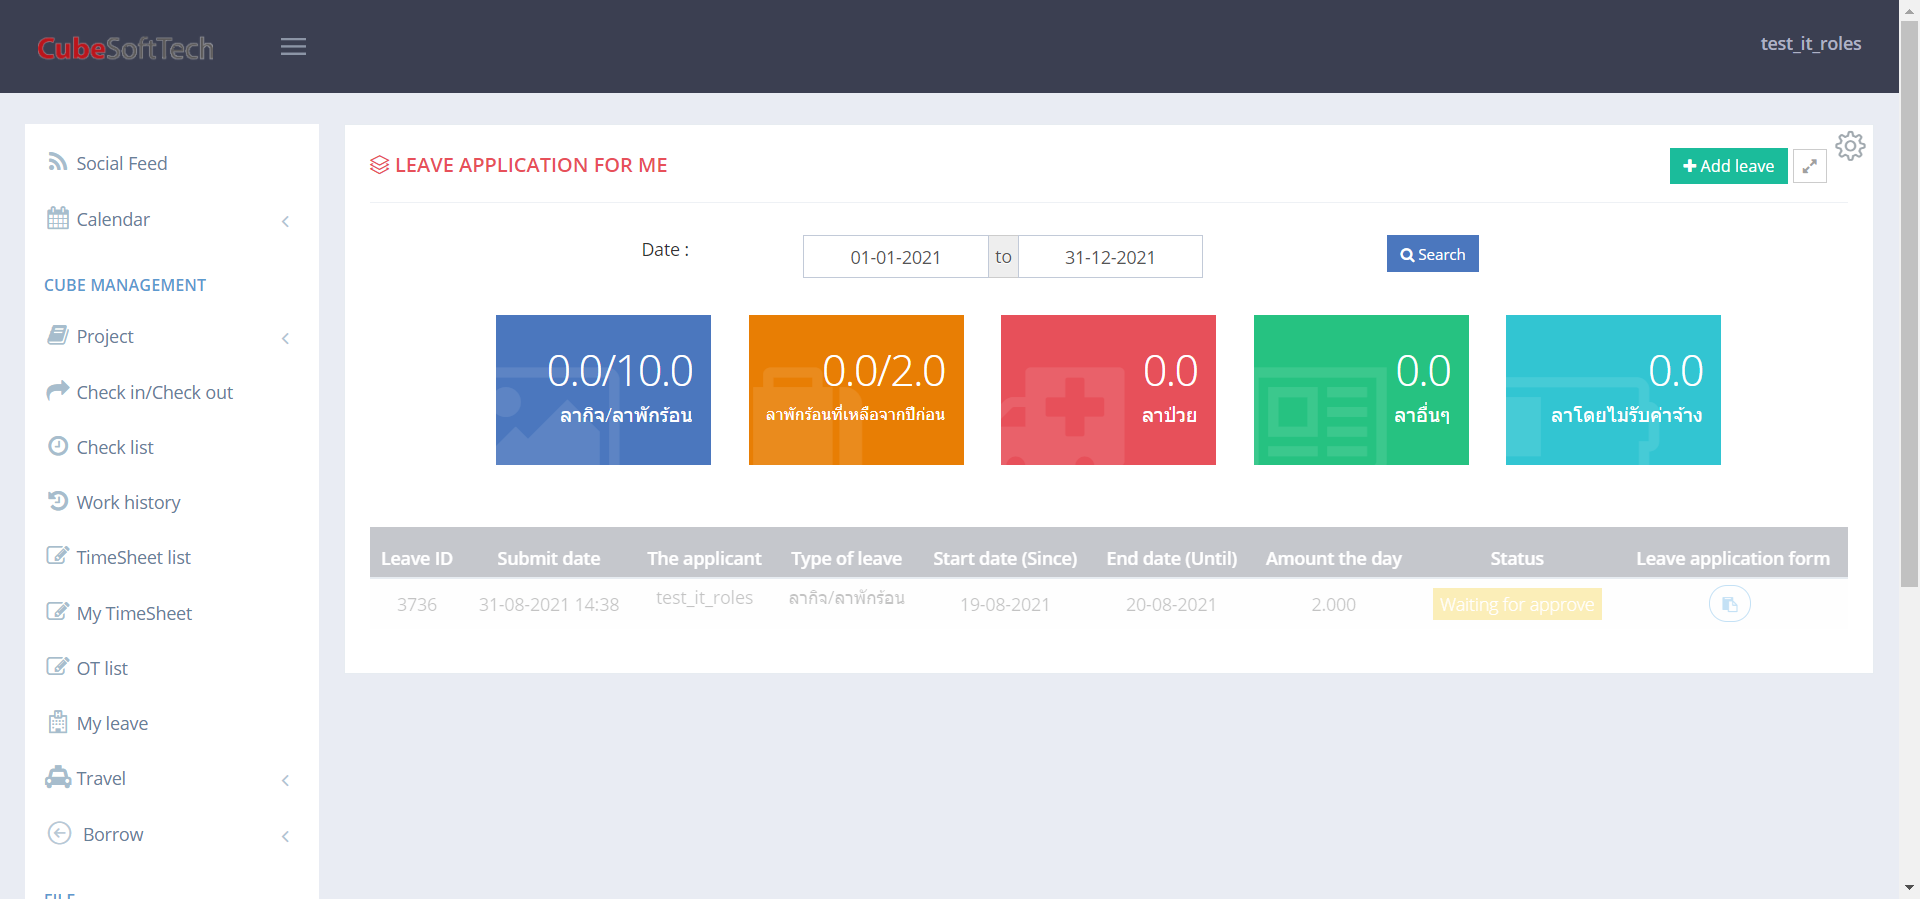 CubeSoftTech
test_it_roles
Social Feed
Calendar
CUBE MANAGEMENT
Project
Check in/Check out
Check list
Work history
TimeSheet list
My TimeSheet
OT list
My leave
Travel
Borrow
FILE
LEAVE APPLICATION FOR ME
Add leave
Date :
01-01-2021 to 31-12-2021
Search
0.0/10.0
ลากิจ/ลาพักร้อน
0.0/2.0
ลาพักร้อนที่เหลือจากปีก่อน
0.0
ลาป่วย
0.0
ลาอื่นๆ
0.0
ลาโดยไม่รับค่าจ้าง
Leave ID Submit date The applicant Type of leave Start date (Since) End date (Until) Amount the day Status Leave application form
3736 31-08-2021 14:38 test_it_roles ลากิจ/ลาพักร้อน 19-08-2021 20-08-2021 2.000 Waiting for approve